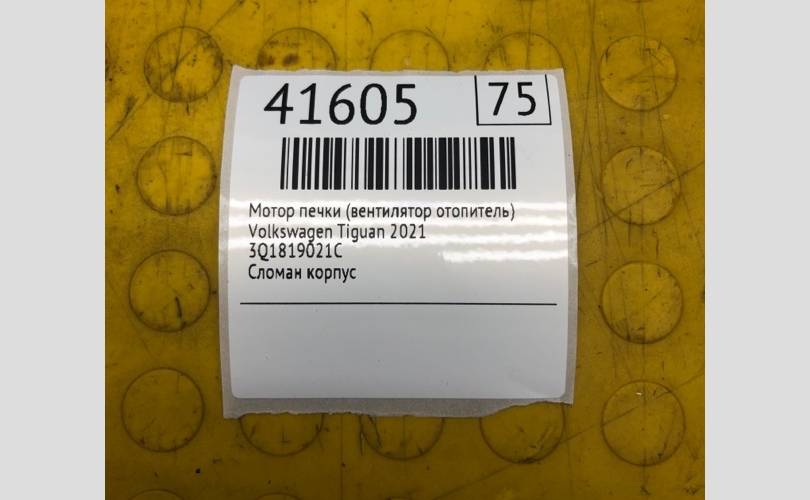 41605 75
Мотор печки (вентилятор отопитель)
Volkswagen Tiguan 2021
3Q1819021C
Сломан корпус